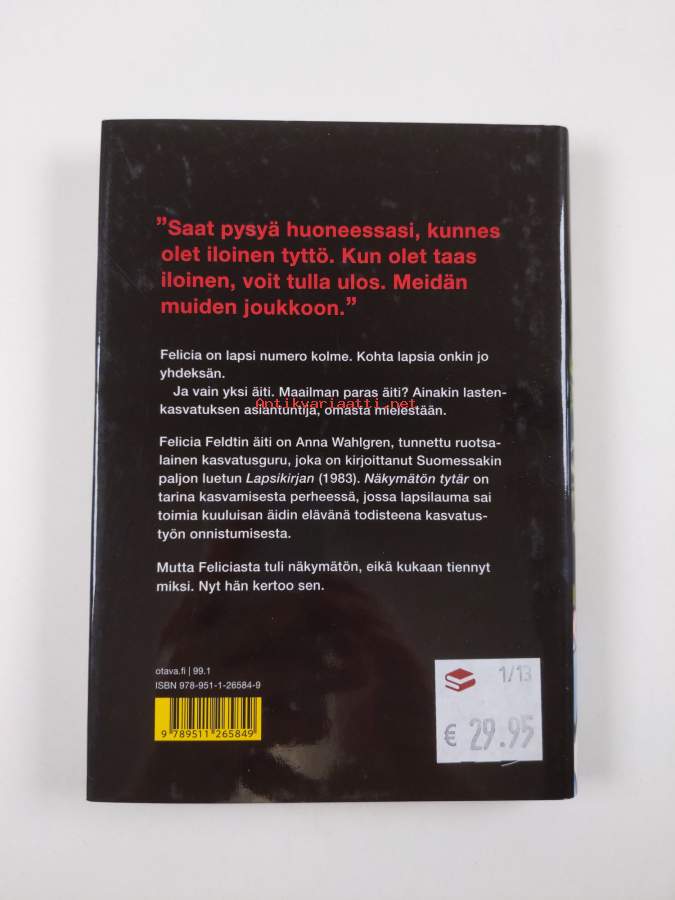 ”Saat pysyä huoneessasi, kunnes
olet iloinen tyttö. Kun olet taas
iloinen, voit tulla ulos. Meidän
muiden joukkoon.”
Felicia on lapsi numero kolme. Kohta lapsia onkin jo
yhdeksän.
Ja vain yksi äiti. Maailman paras äiti? Ainakin lasten-
Antikvariaatti.net
kasvatuksen asiantuntija, omasta mielestään.
Felicia Feldtin äiti on Anna Wahlgren, tunnettu ruotsa-
lainen kasvatusguru, joka on kirjoittanut Suomessakin
paljon luetun Lapsikirjan (1983). Näkymätön tytär on
tarina kasvamisesta perheessä, jossa lapsilauma sai
toimia kuuluisan äidin elävänä todisteena kasvatus-
työn onnistumisesta.
Mutta Feliciasta tuli näkymätön, eikä kukaan tiennyt
miksi. Nyt hän kertoo sen.
otava.fi | 99.1
ISBN 978-951-1-26584-9
9 789511 265849
1/13
€ 29.95